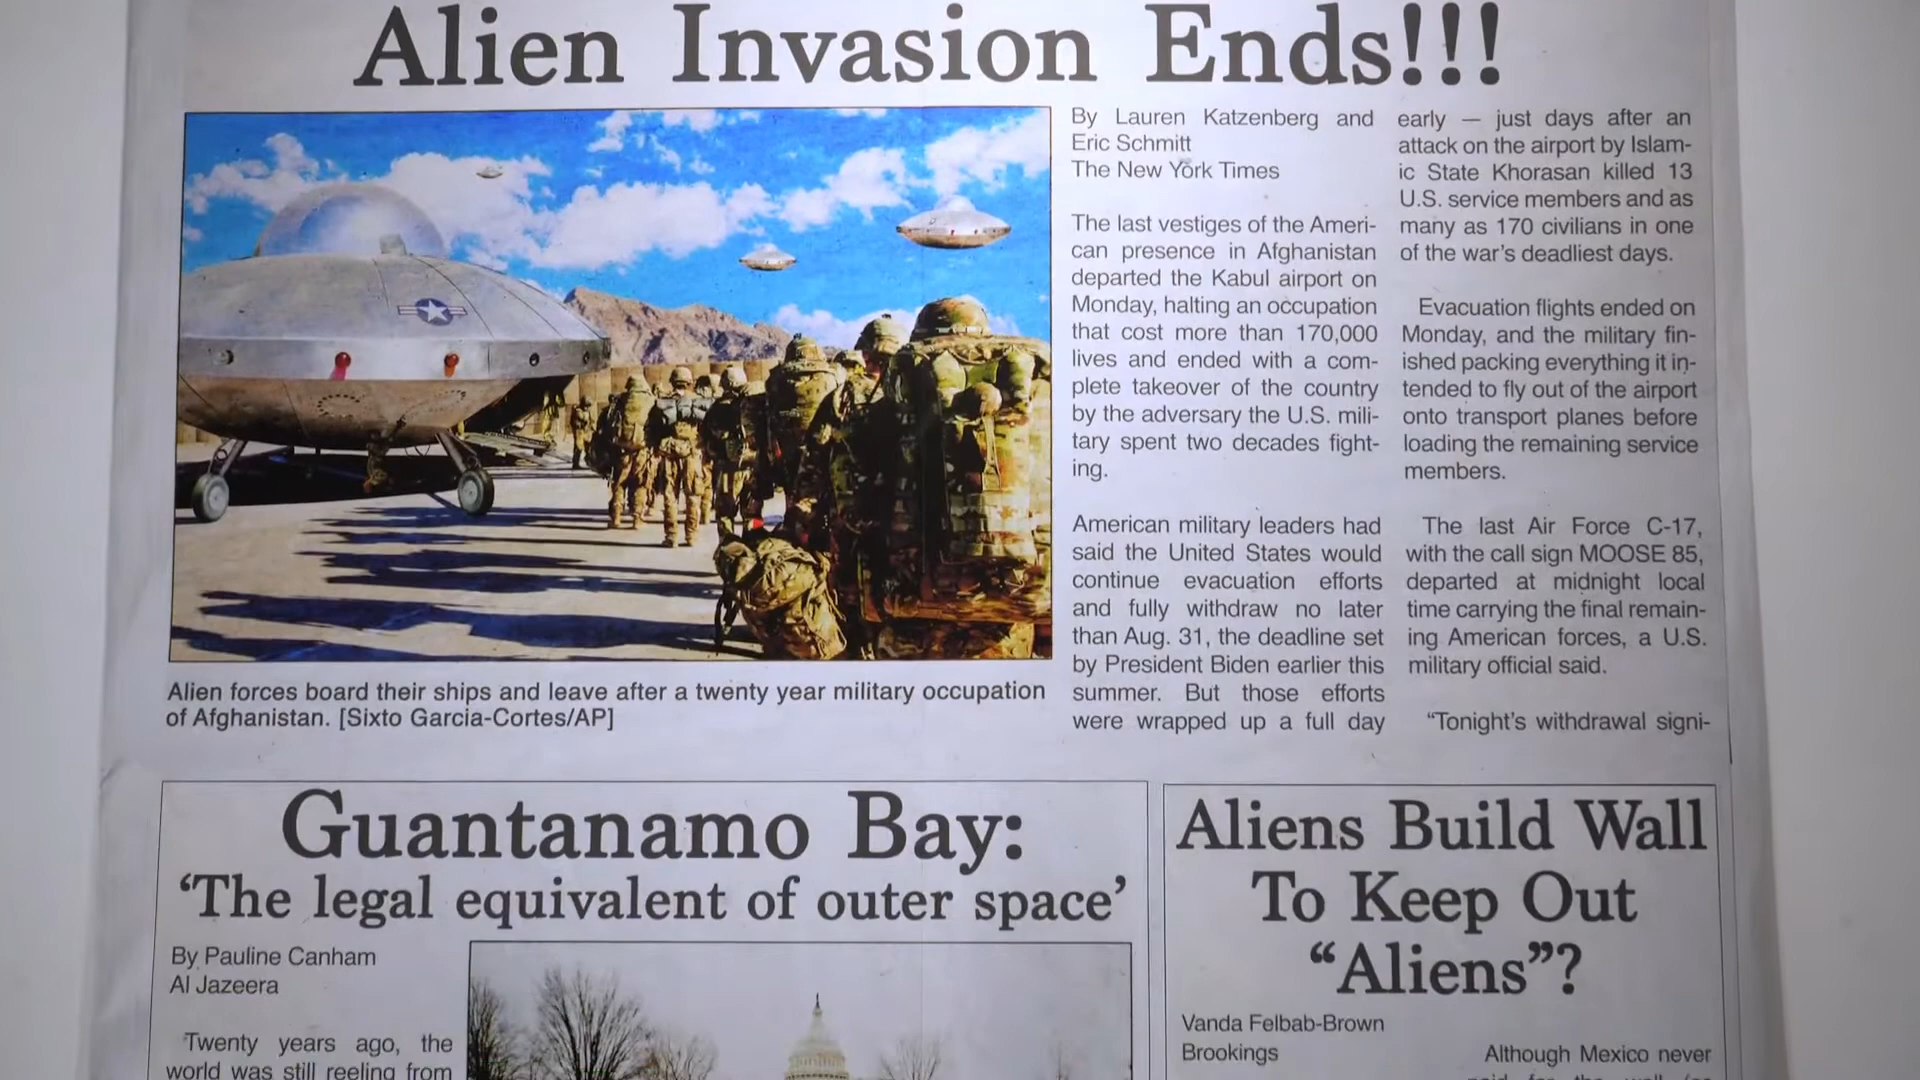 Alien Invasion Ends!!!
By Lauren Katzenberg and
Eric Schmitt
The New York Times
The last vestiges of the Ameri-
can presence in Afghanistan
departed the Kabul airport on
Monday, halting an occupation
that cost more than 170,000
lives and ended with a com-
plete takeover of the country
by the adversary the U.S. mili-
tary spent two decades fight-
ing.
American military leaders had
said the United States would
continue evacuation efforts
and fully withdraw no later
than Aug. 31, the deadline set
by President Biden earlier this
summer. But those efforts
were wrapped up a full day
early — just days after an
attack on the airport by Islam-
ic State Khorasan killed 13
U.S. service members and as
many as 170 civilians in one
of the war's deadliest days.
Evacuation flights ended on
Monday, and the military fin-
ished packing everything it in-
tended to fly out of the airport
onto transport planes before
loading the remaining service
members.
The last Air Force C-17,
with the call sign MOOSE 85,
departed at midnight local
time carrying the final remain-
ing American forces, a U.S.
military official said.
“Tonight's withdrawal signi-
Alien forces board their ships and leave after a twenty year military occupation
of Afghanistan. [Sixto Garcia-Cortes/AP]
Guantanamo Bay:
‘The legal equivalent of outer space’
By Pauline Canham
Al Jazeera
Twenty years ago, the
world was still reeling from
Aliens Build Wall
To Keep Out
“Aliens”?
Vanda Felbab-Brown
Brookings
Although Mexico never